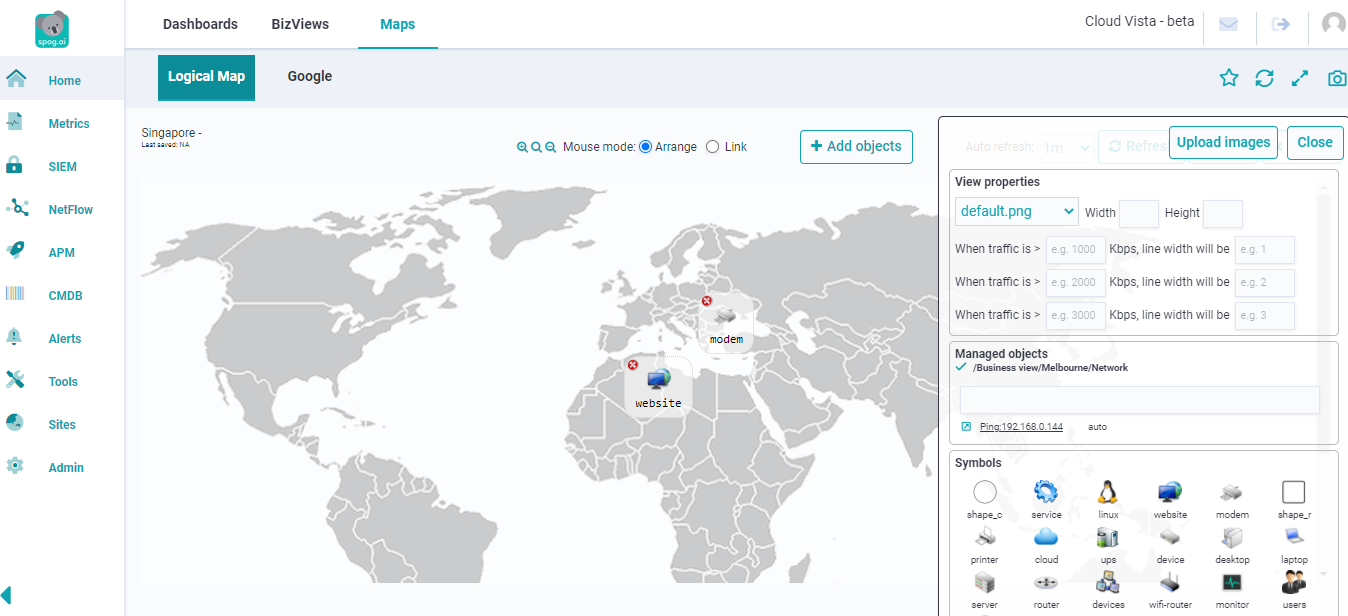 spog.ai
Dashboards BizViews Maps Cloud Vista - beta
Logical Map Google
Home
Metrics
SIEM
NetFlow
APM
CMDB
Alerts
Tools
Sites
Admin
Singapore -
Last saved: NA
Mouse mode: Arrange Link
+ Add objects
modem
website
Auto refresh: 1m Refres
Upload images Close
View properties
default.png Width Height
When traffic is > e.g. 1000 Kbps, line width will be e.g. 1
When traffic is > e.g. 2000 Kbps, line width will be e.g. 2
When traffic is > e.g. 3000 Kbps, line width will be e.g. 3
Managed objects
/Business view/Melbourne/Network
Ping:192.168.0.144 auto
Symbols
shape_c service linux website modem shape_r
printer cloud ups device desktop laptop
server router devices wifi-router monitor users